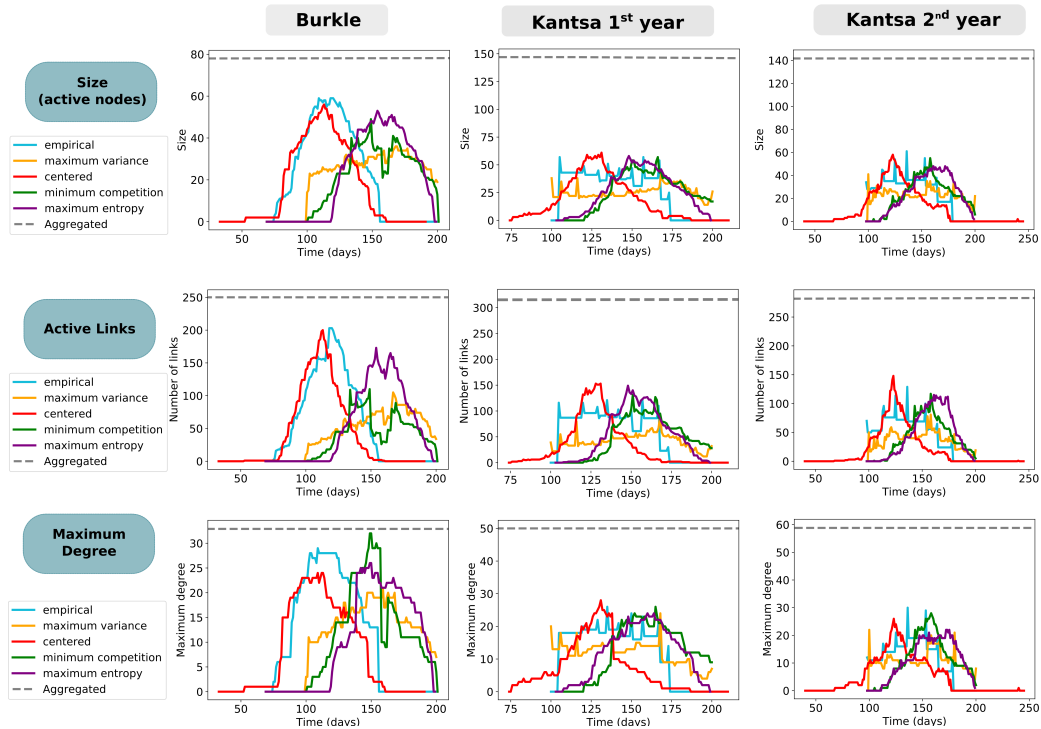 Burkle
Kantsa 1st year
Kantsa 2nd year
Size
(active nodes)
empirical
maximum variance
centered
minimum competition
maximum entropy
Aggregated
80
60
40
20
0
Size
50
100
150
200
Time (days)
150
125
100
75
50
25
0
Size
75
100
125
150
175
200
Time (days)
140
120
100
80
60
40
20
0
Size
50
100
150
200
250
Time (days)
Active Links
empirical
maximum variance
centered
minimum competition
maximum entropy
Aggregated
250
200
150
100
50
0
Number of links
50
100
150
200
Time (days)
300
250
200
150
100
50
0
Number of links
75
100
125
150
175
200
Time (days)
250
200
150
100
50
0
Number of links
50
100
150
200
250
Time (days)
Maximum
Degree
empirical
maximum variance
centered
minimum competition
maximum entropy
Aggregated
30
25
20
15
10
5
0
Maximum degree
50
100
150
200
Time (days)
50
40
30
20
10
0
Maximum degree
75
100
125
150
175
200
Time (days)
60
50
40
30
20
10
0
Maximum degree
50
100
150
200
250
Time (days)